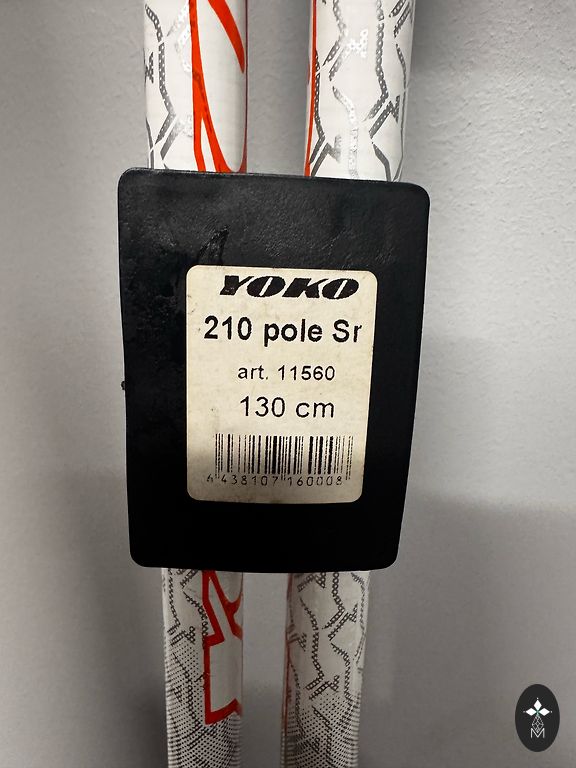 YOKO
210 pole Sr
art. 11560
130 cm
6 438107 160008
M